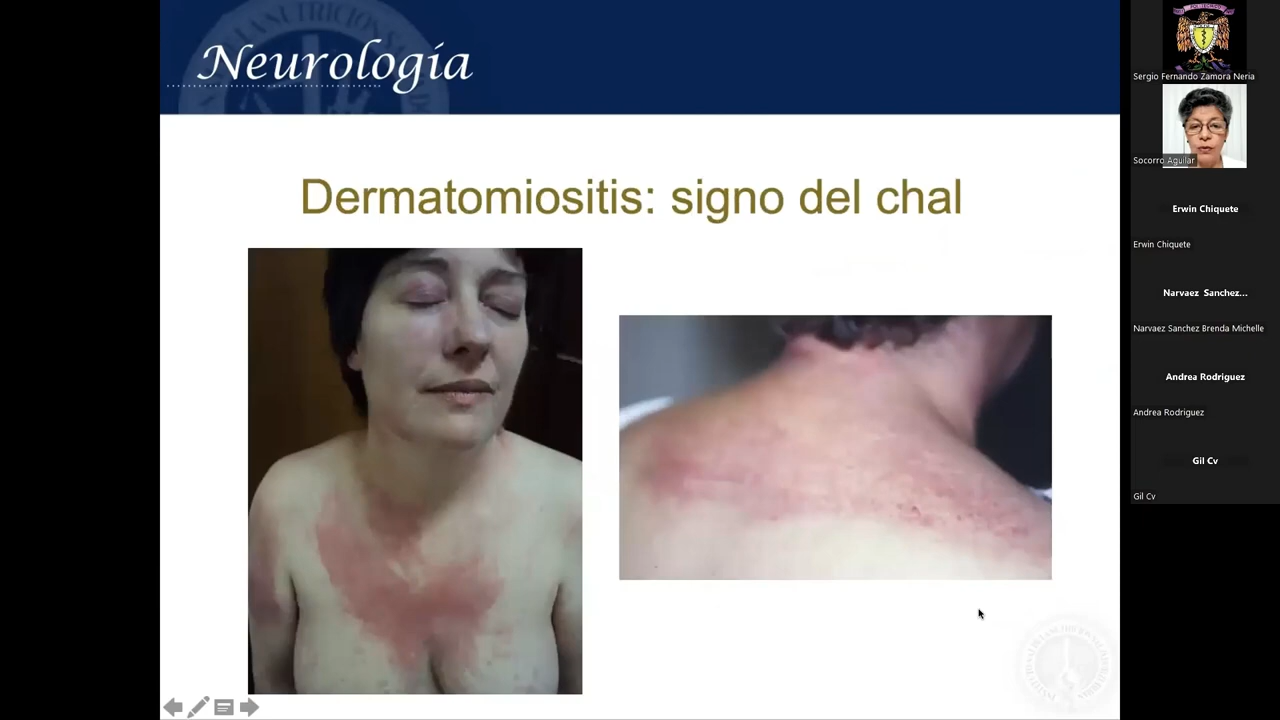 Neurología
Dermatomiositis: signo del chal
Sergio Fernando Zamora Neria
Socorro Aguilar
Erwin Chiquete
Erwin Chiquete
Narvaez Sanchez...
Narvaez Sanchez Brenda Michelle
Andrea Rodriguez
Andrea Rodriguez
Gil Cv
Gil Cv